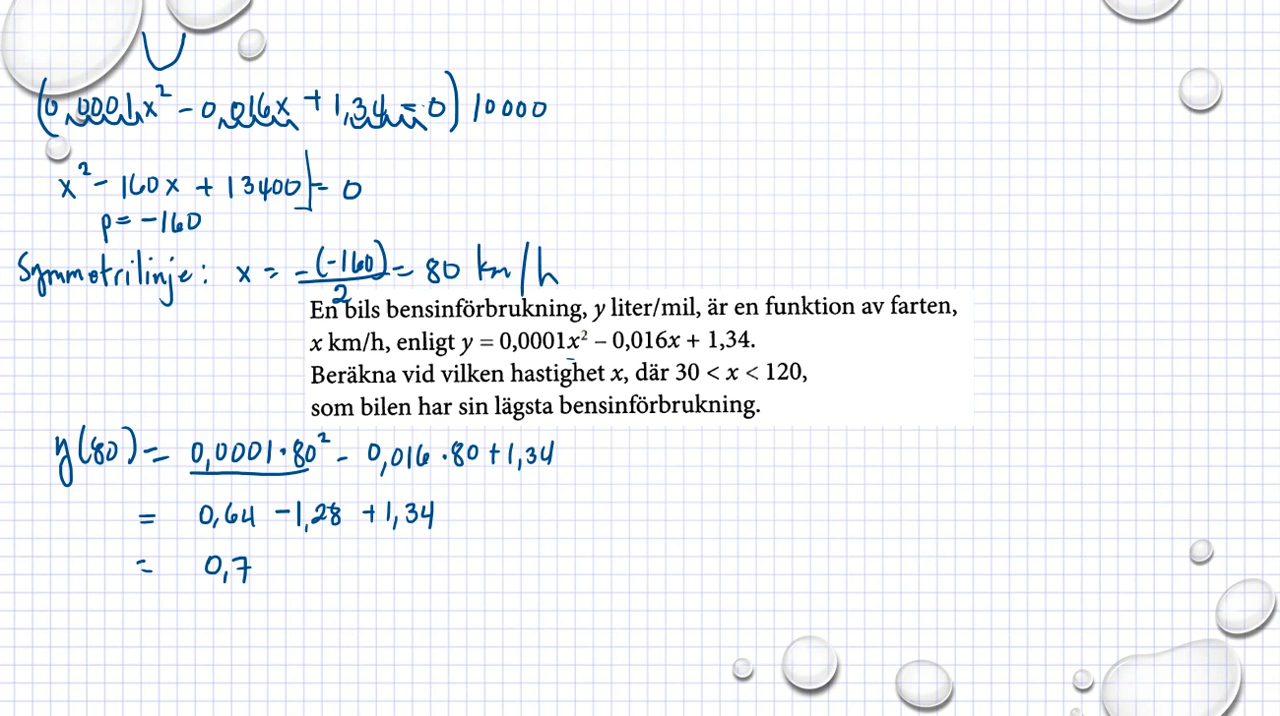 (0,0001x² - 0,016x + 1,34 = 0) 10000
x² - 160x + 13400 = 0
p = -160
Symmetrilinje: x = -(-160)/2 = 80 km/h
En bils bensinförbrukning, y liter/mil, är en funktion av farten,
x km/h, enligt y = 0,0001x² – 0,016x + 1,34.
Beräkna vid vilken hastighet x, där 30 < x < 120,
som bilen har sin lägsta bensinförbrukning.
y(80) = 0,0001·80² - 0,016·80 + 1,34
= 0,64 - 1,28 + 1,34
= 0,7